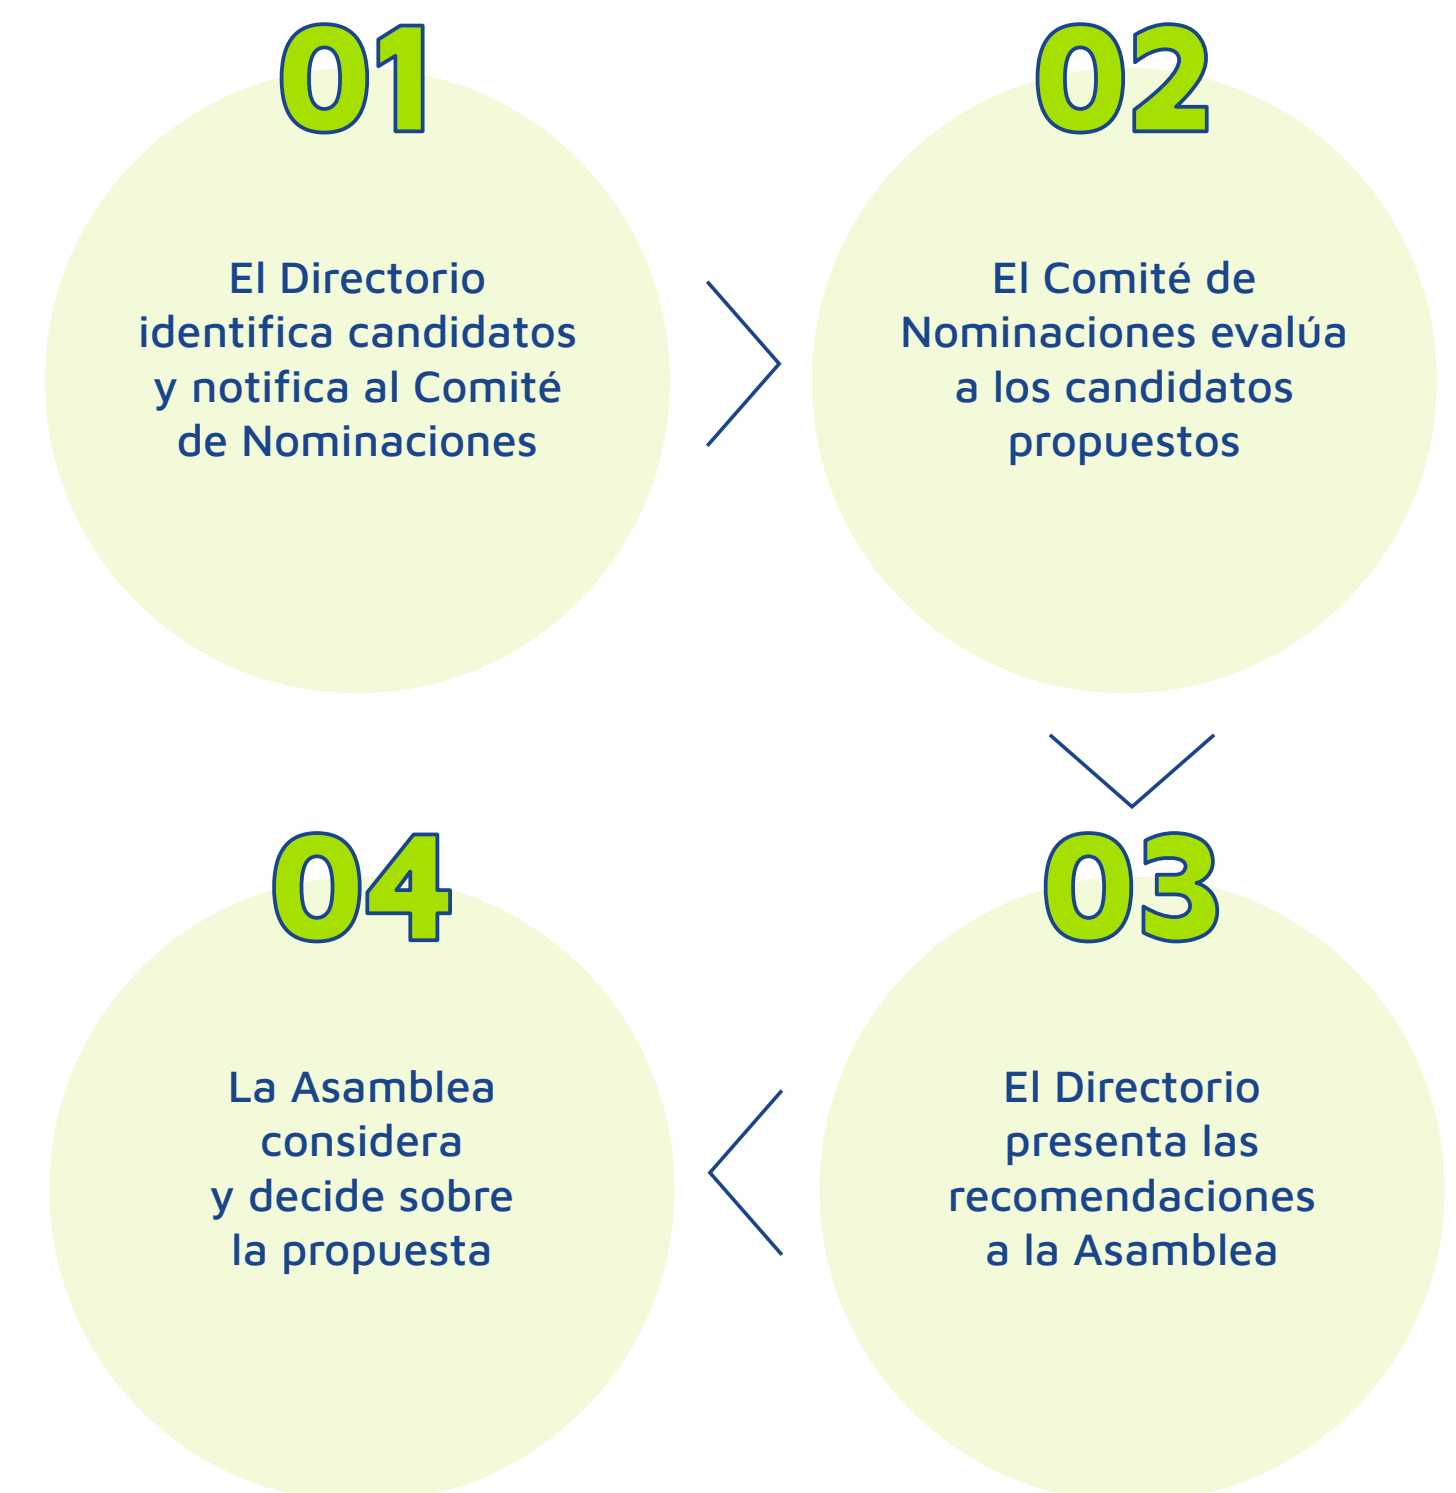 01
El Directorio
identifica candidatos
y notifica al Comité
de Nominaciones
02
El Comité de
Nominaciones evalúa
a los candidatos
propuestos
03
El Directorio
presenta las
recomendaciones
a la Asamblea
04
La Asamblea
considera
y decide sobre
la propuesta